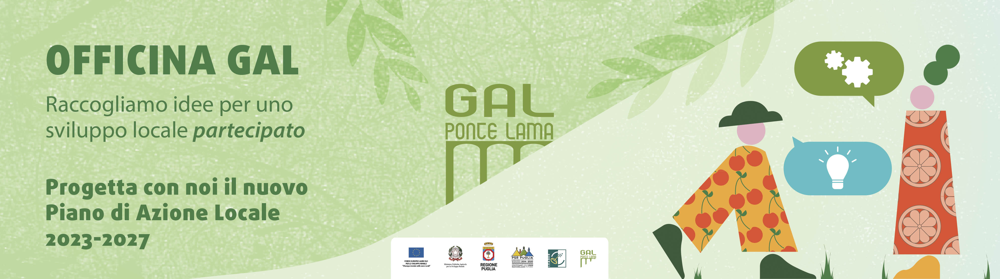 OFFICINA GAL
Raccogliamo idee per uno
sviluppo locale partecipato
Progetta con noi il nuovo
Piano di Azione Locale
2023-2027
GAL
PONTE LAMA
FONDO EUROPEO AGRICOLO
PER LO SVILUPPO RURALE
"L'Europa investe nelle zone rurali"
Ministero Politiche Agricole
per lo Sviluppo Rurale
REGIONE
PUGLIA
PSR PUGLIA
2014-2020
COLTIVIAMO IDEE
RACCOGLIAMO FUTURO
LEADER
GAL
PONTE LAMA